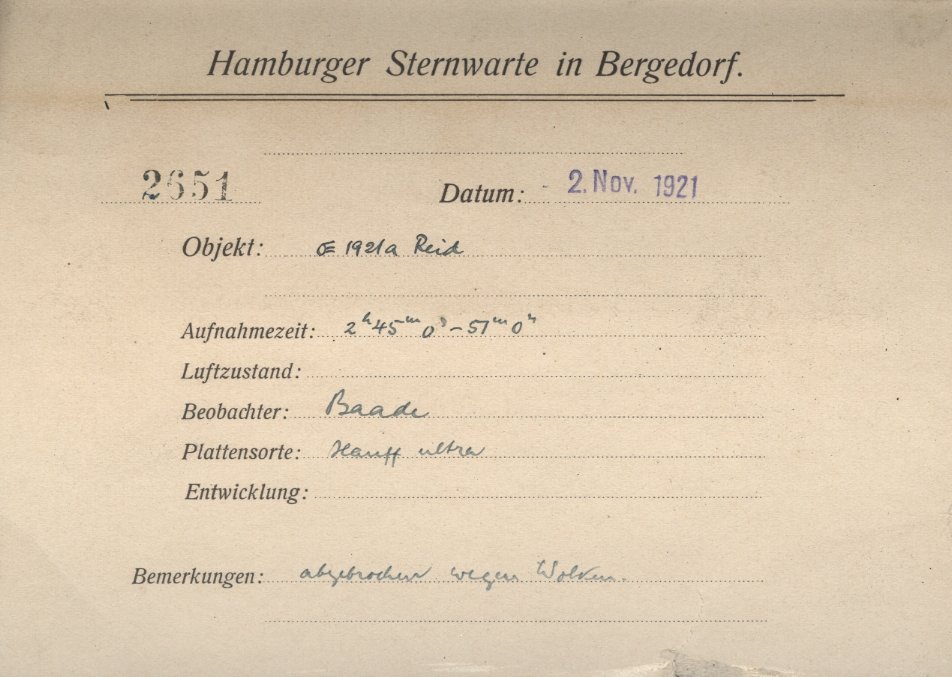 Hamburger Sternwarte in Bergedorf.
2651 Datum: 2. Nov. 1921
Objekt: ☄ 1921a Reid
Aufnahmezeit: 2ʰ45ᵐ0ˢ–51ᵐ0ˢ
Luftzustand:
Beobachter: Baade
Plattensorte: Hauff ultra
Entwicklung:
Bemerkungen: abgebrochen wegen Wolken.